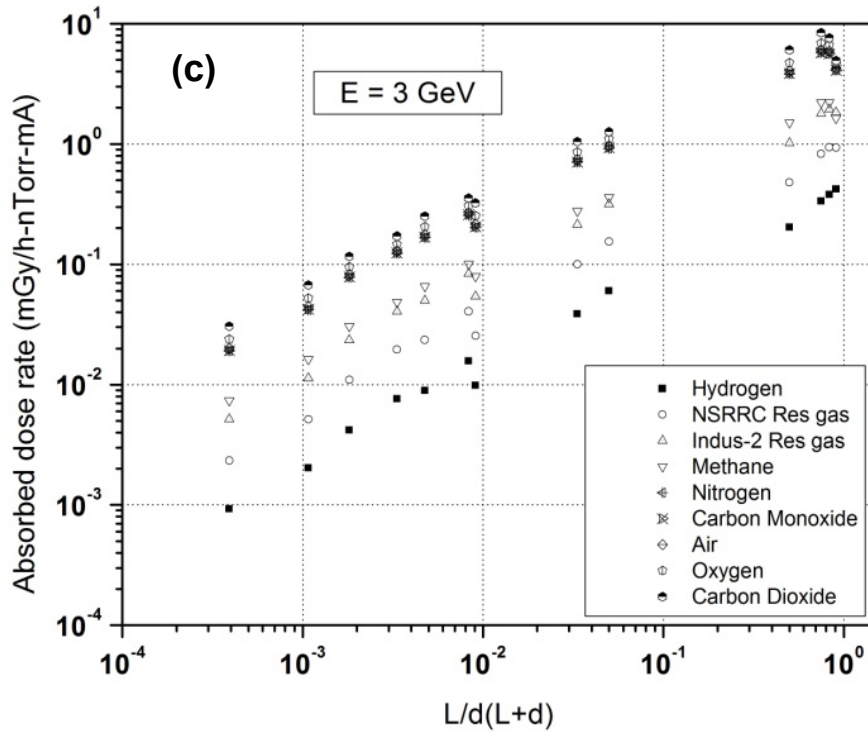 (c)
E = 3 GeV
Absorbed dose rate (mGy/h-nTorr-mA)
10^1
10^0
10^-1
10^-2
10^-3
10^-4
Hydrogen
NSRRC Res gas
Indus-2 Res gas
Methane
Nitrogen
Carbon Monoxide
Air
Oxygen
Carbon Dioxide
10^-4 10^-3 10^-2 10^-1 10^0
L/d(L+d)